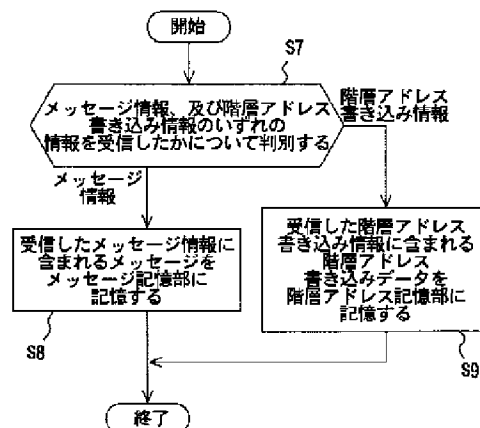 開始
S7
メッセージ情報、及び階層アドレス
書き込み情報のいずれの
情報を受信したかについて判別する
階層アドレス
書き込み情報
メッセージ
情報
受信したメッセージ情報に
含まれるメッセージを
メッセージ記憶部に
記憶する
S8
受信した階層アドレス
書き込み情報に含まれる
階層アドレス
書き込みデータを
階層アドレス記憶部に
記憶する
S9
終了